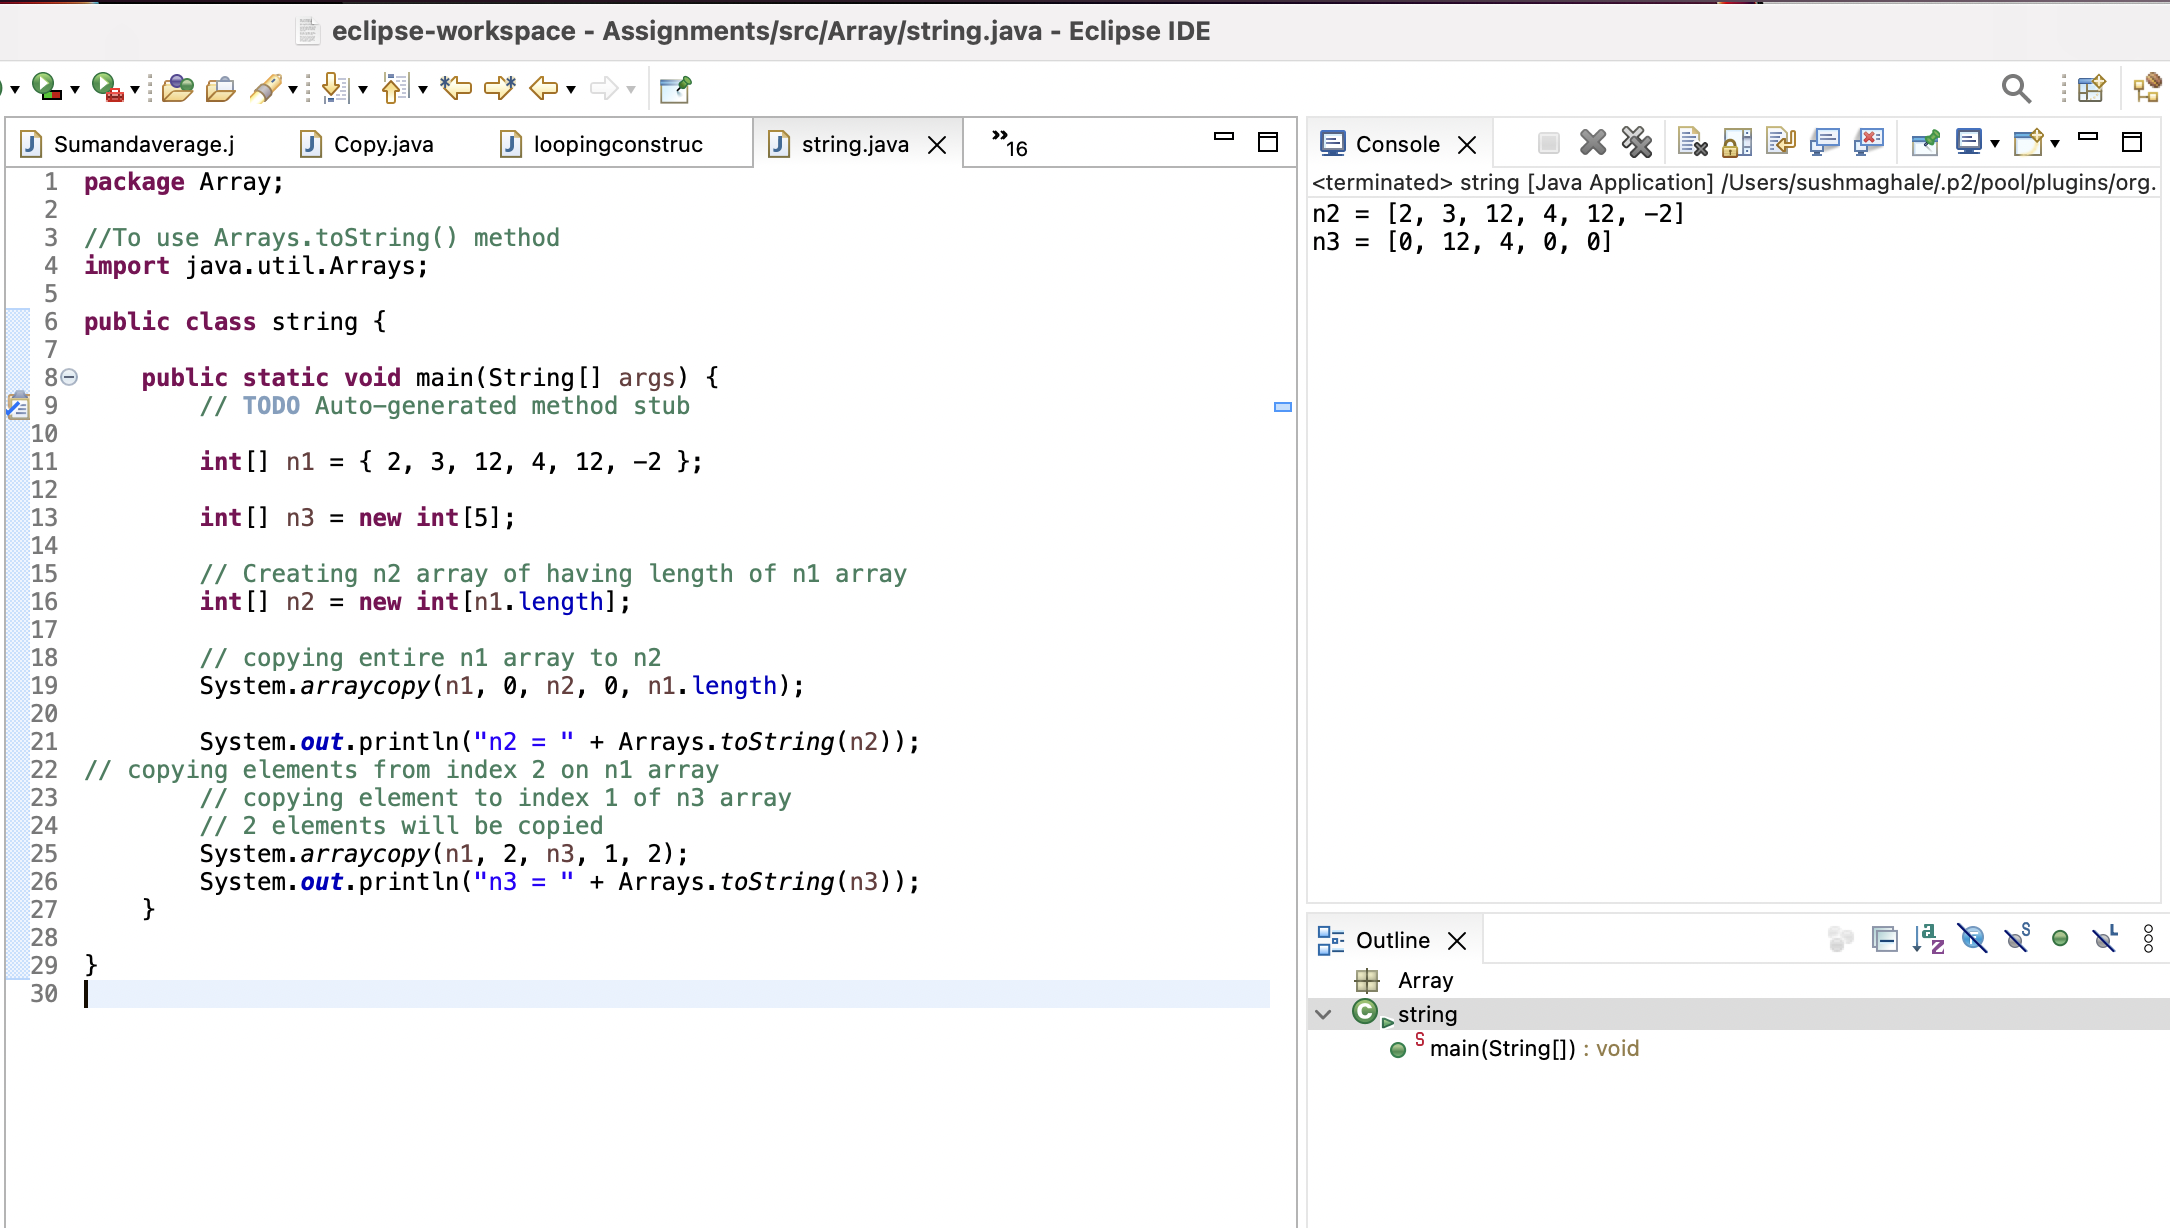 eclipse-workspace - Assignments/src/Array/string.java - Eclipse IDE
Sumandaverage.j
Copy.java
loopingconstruc
string.java
»16
1 package Array;
2
3 //To use Arrays.toString() method
4 import java.util.Arrays;
5
6 public class string {
7
8 public static void main(String[] args) {
9 // TODO Auto-generated method stub
10
11 int[] n1 = { 2, 3, 12, 4, 12, -2 };
12
13 int[] n3 = new int[5];
14
15 // Creating n2 array of having length of n1 array
16 int[] n2 = new int[n1.length];
17
18 // copying entire n1 array to n2
19 System.arraycopy(n1, 0, n2, 0, n1.length);
20
21 System.out.println("n2 = " + Arrays.toString(n2));
22 // copying elements from index 2 on n1 array
23 // copying element to index 1 of n3 array
24 // 2 elements will be copied
25 System.arraycopy(n1, 2, n3, 1, 2);
26 System.out.println("n3 = " + Arrays.toString(n3));
27 }
28
29 }
30
Console
<terminated> string [Java Application] /Users/sushmaghale/.p2/pool/plugins/org.
n2 = [2, 3, 12, 4, 12, -2]
n3 = [0, 12, 4, 0, 0]
Outline
Array
string
main(String[]) : void